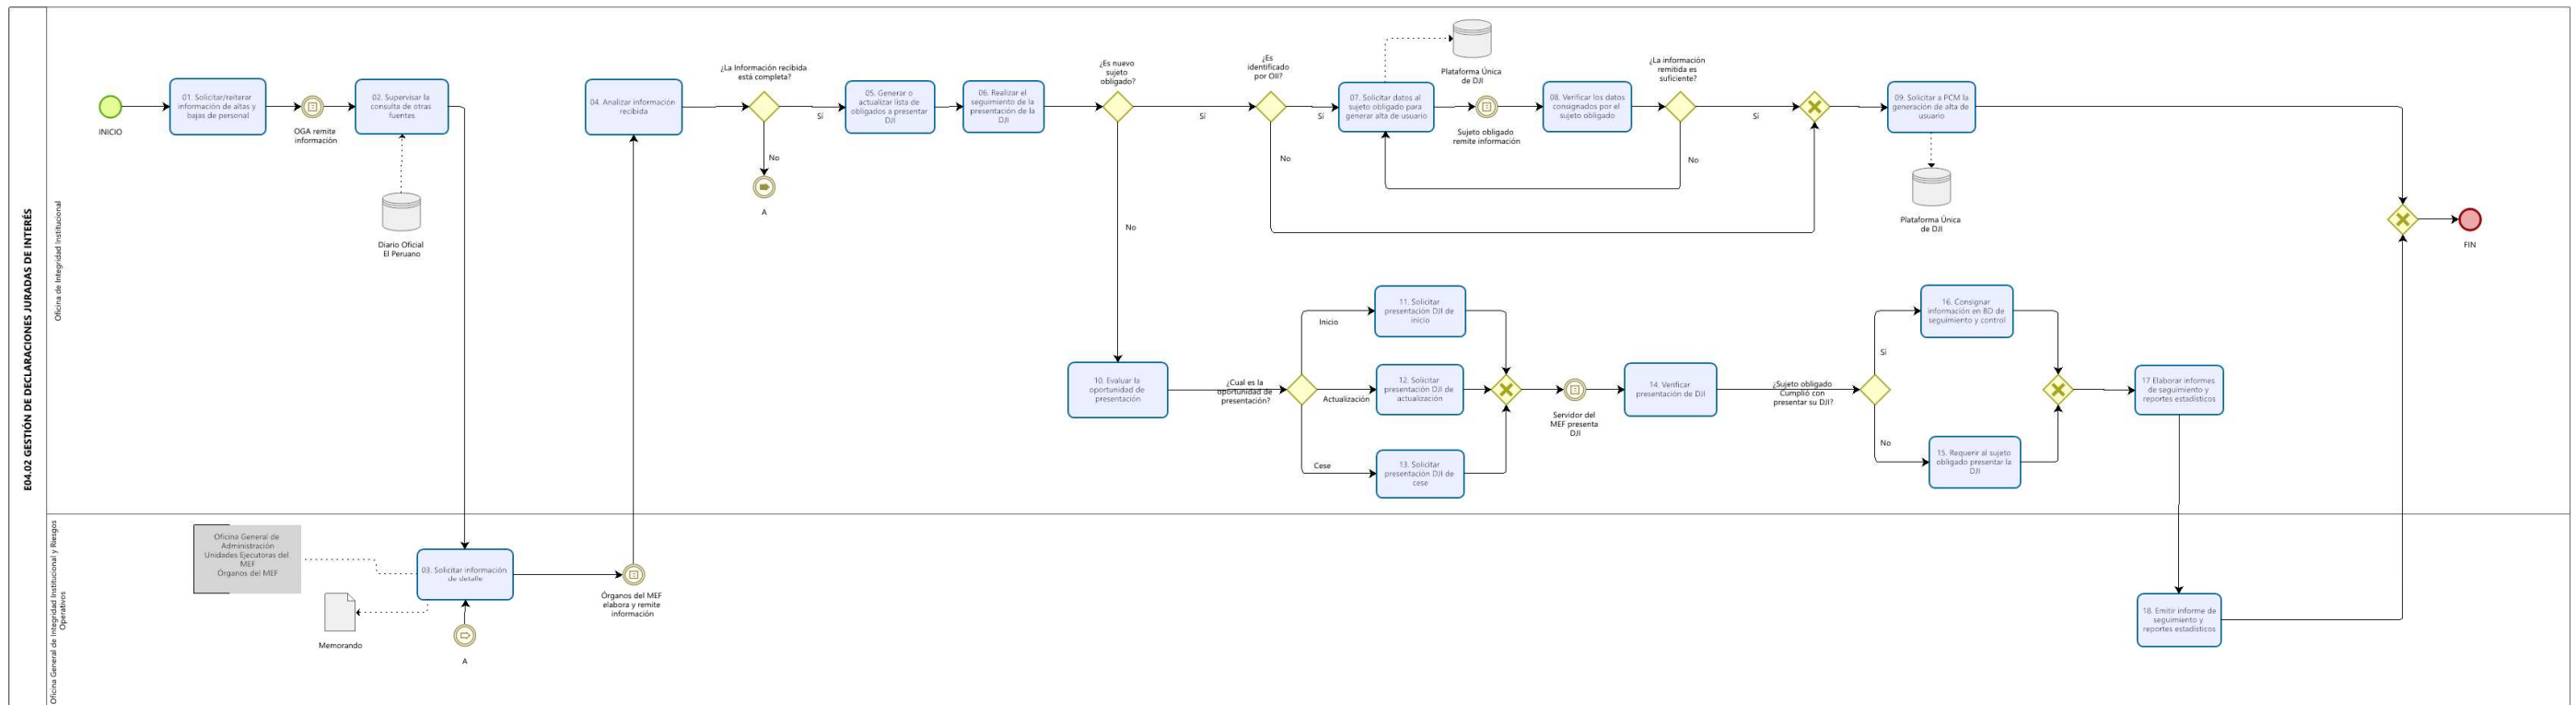 E04.02 GESTIÓN DE DECLARACIONES JURADAS DE INTERÉS
Oficina de Integridad Institucional
INICIO
01. Solicitar/reiterar
información de altas y
bajas de personal
OGA remite
información
02. Supervisar la
consulta de otras
fuentes
Diario Oficial
El Peruano
04. Analizar información
recibida
¿La Información recibida
está completa?
Sí
No
A
05. Generar o
actualizar lista de
obligados a presentar
DJI
06. Realizar el
seguimiento de la
presentación de la
DJI
¿Es nuevo
sujeto
obligado?
Sí
No
¿Es
identificado
por OII?
Sí
No
07. Solicitar datos al
sujeto obligado para
generar alta de usuario
Plataforma Única
de DJI
Sujeto obligado
remite información
08. Verificar los datos
consignados por el
sujeto obligado
¿La información
remitida es
suficiente?
Sí
No
09. Solicitar a PCM la
generación de alta de
usuario
Plataforma Única
de DJI
FIN
10. Evaluar la
oportunidad de
presentación
¿Cual es la
oportunidad de
presentación?
Inicio
Actualización
Cese
11. Solicitar
presentación DJI de
inicio
12. Solicitar
presentación DJI de
actualización
13. Solicitar
presentación DJI de
cese
Servidor del
MEF presenta
DJI
14. Verificar
presentación de DJI
¿Sujeto obligado
Cumplió con
presentar su DJI?
Sí
No
16. Consignar
información en BD de
seguimiento y control
15. Requerir al sujeto
obligado presentar la
DJI
17 Elaborar informes
de seguimiento y
reportes estadísticos
Oficina General de Integridad Institucional y Riesgos
Operativos
Oficina General de
Administración
Unidades Ejecutoras del
MEF
Órganos del MEF
03. Solicitar información
de detalle
Memorando
A
Órganos del MEF
elabora y remite
información
18. Emitir informe de
seguimiento y
reportes estadísticos